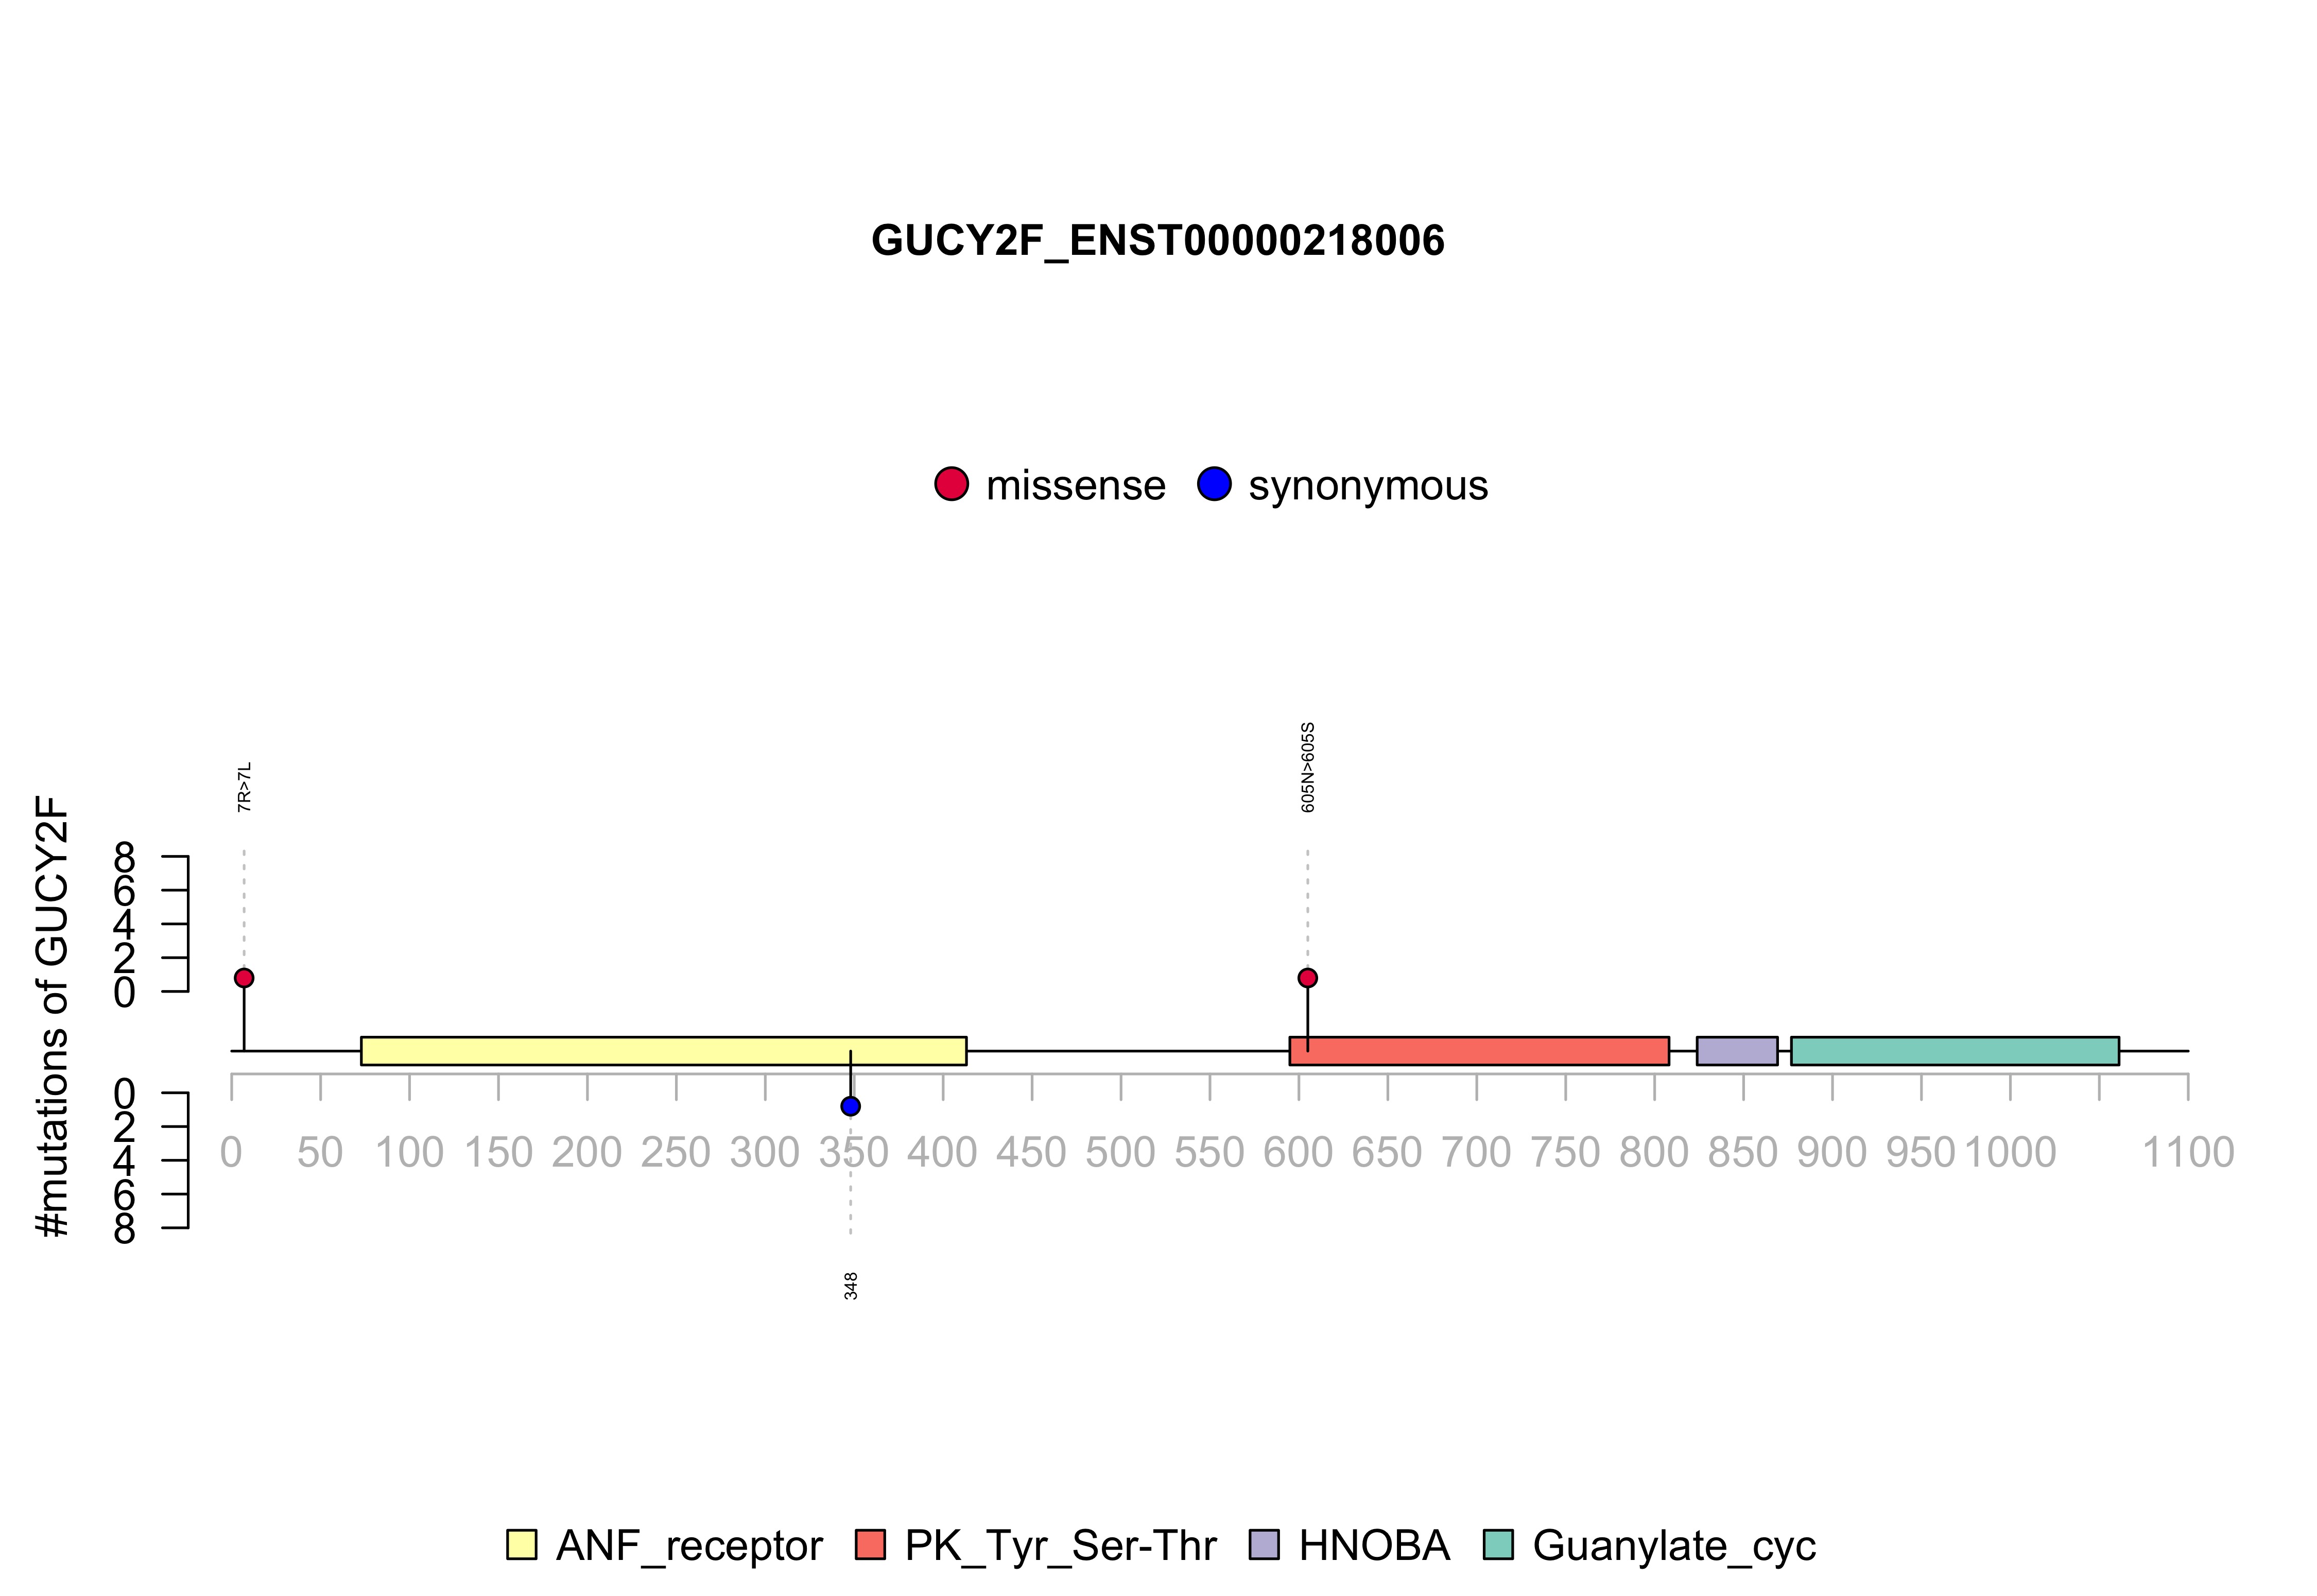 GUCY2F_ENST00000218006
missense synonymous
7R>7L
605N>605S
#mutations of GUCY2F
8
6
4
2
0
0
2
4
6
8
0 50 100 150 200 250 300 350 400 450 500 550 600 650 700 750 800 850 900 950 1000 1100
348
ANF_receptor PK_Tyr_Ser-Thr HNOBA Guanylate_cyc